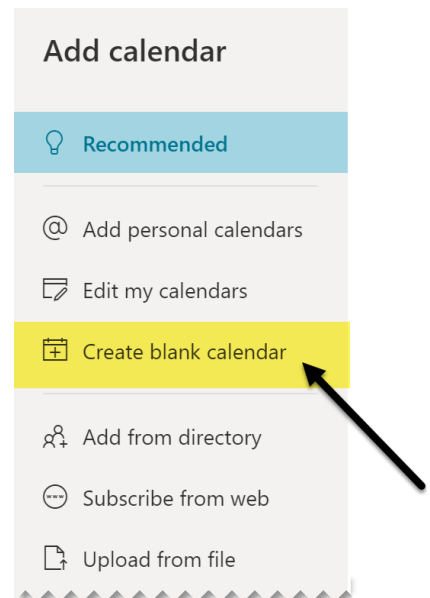 Add calendar
Recommended
Add personal calendars
Edit my calendars
Create blank calendar
Add from directory
Subscribe from web
Upload from file